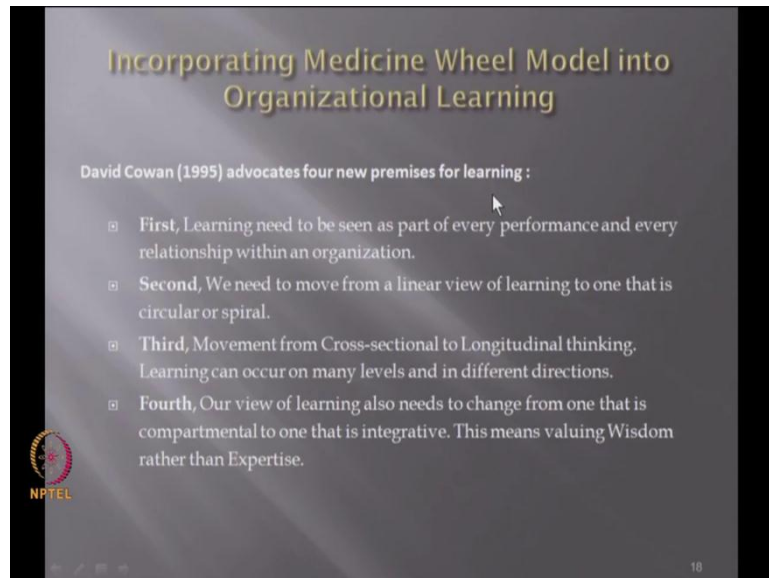 Incorporating Medicine Wheel Model into
Organizational Learning
David Cowan (1995) advocates four new premises for learning :
First, Learning need to be seen as part of every performance and every
relationship within an organization.
Second, We need to move from a linear view of learning to one that is
circular or spiral.
Third, Movement from Cross-sectional to Longitudinal thinking.
Learning can occur on many levels and in different directions.
Fourth, Our view of learning also needs to change from one that is
compartmental to one that is integrative. This means valuing Wisdom
rather than Expertise.
NPTEL
18